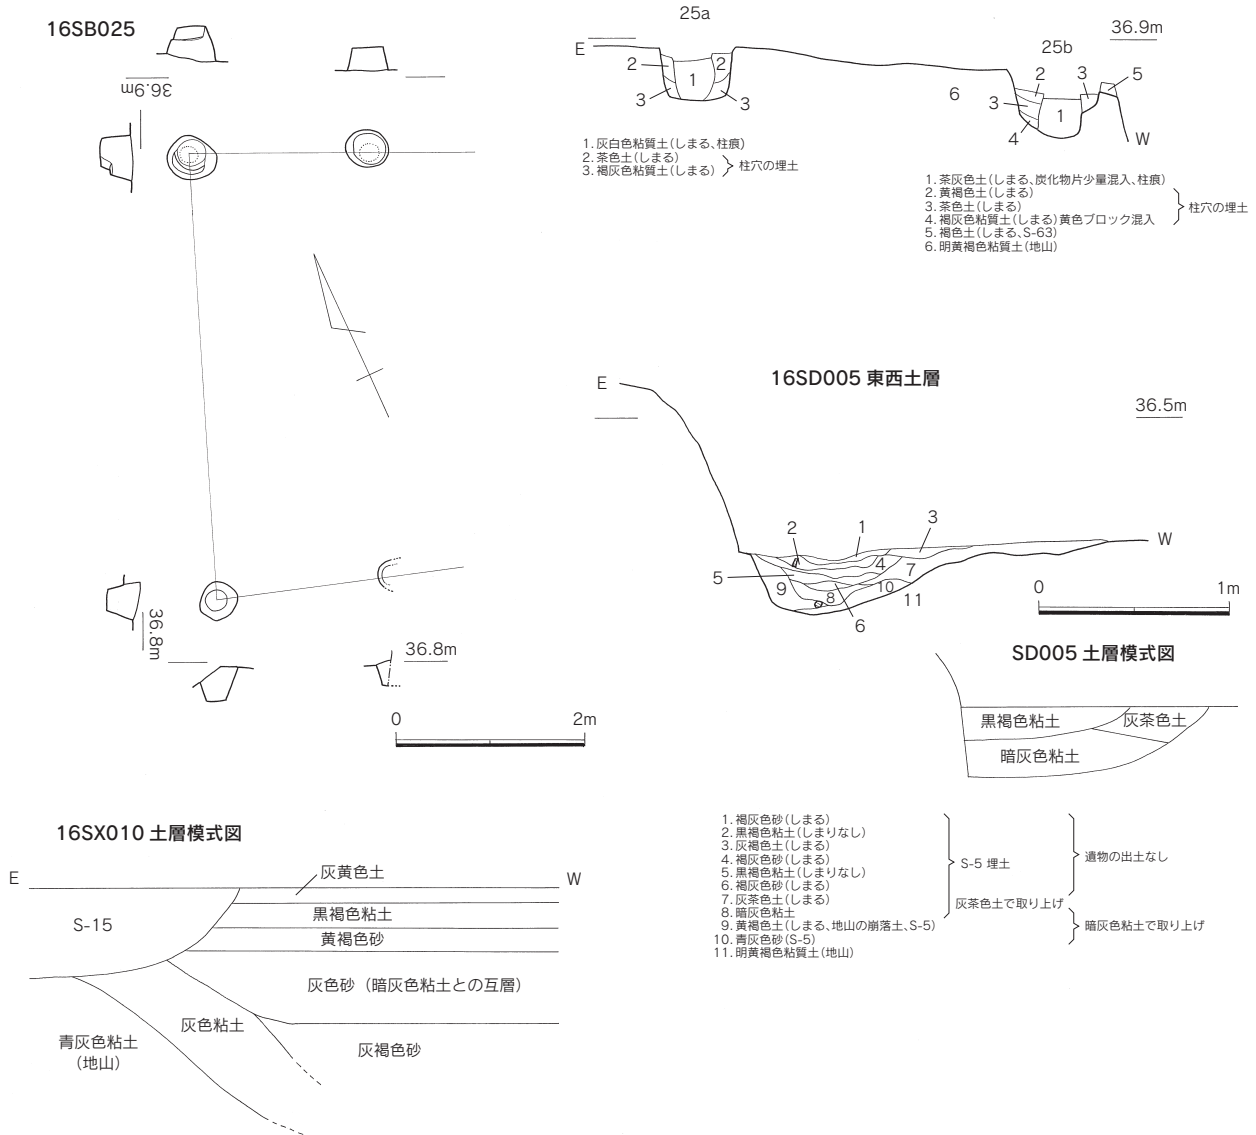 16SB025
36.9m
36.8m
36.8m
0 2m
25a
E
2
2
1
3
3
25b
36.9m
2
3
5
6
3
1
4
W
1. 灰白色粘質土(しまる、柱痕)
2. 茶色土(しまる)
3. 褐灰色粘質土(しまる)
柱穴の埋土
1. 茶灰色土(しまる、炭化物片少量混入、柱痕)
2. 黄褐色土(しまる)
3. 茶色土(しまる)
4. 褐灰色粘質土(しまる)黄色ブロック混入
5. 褐色土(しまる、S-63)
6. 明黄褐色粘質土(地山)
柱穴の埋土
16SD005 東西土層
E
36.5m
2
1
3
W
5
4
7
9
10
8
11
6
0 1m
SD005 土層模式図
黒褐色粘土
灰茶色土
暗灰色粘土
1. 褐灰色砂(しまる)
2. 黒褐色粘土(しまりなし)
3. 灰褐色土(しまる)
4. 褐灰色砂(しまる)
5. 黒褐色粘土(しまりなし)
6. 褐灰色砂(しまる)
7. 灰茶色土(しまる)
8. 暗灰色粘土
9. 黄褐色土(しまる、地山の崩落土、S-5)
10. 青灰色砂(S-5)
11. 明黄褐色粘質土(地山)
S-5 埋土
遺物の出土なし
灰茶色土で取り上げ
暗灰色粘土で取り上げ
16SX010 土層模式図
E
W
灰黄色土
S-15
黒褐色粘土
黄褐色砂
灰色砂(暗灰色粘土との互層)
灰色粘土
青灰色粘土
(地山)
灰褐色砂